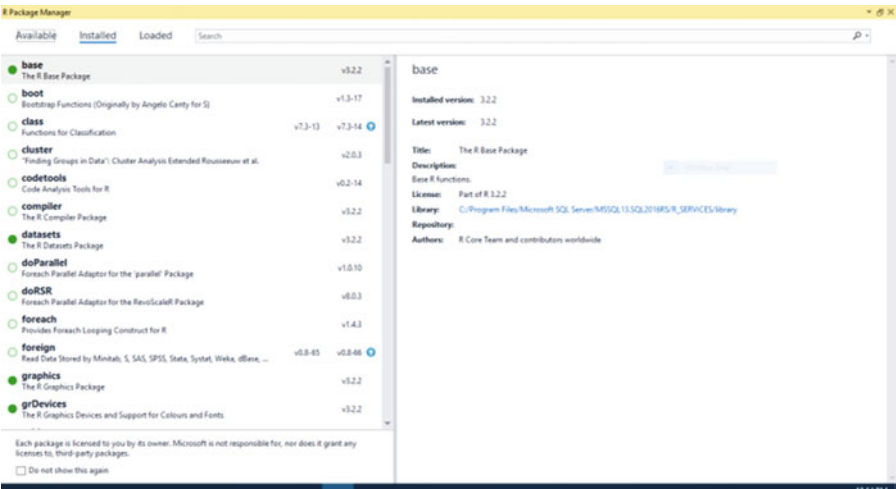 R Package Manager
Available Installed Loaded Search
base
The R Base Package
v3.2.2
boot
Bootstrap Functions (Originally by Angelo Canty for S)
v1.3-17
class
Functions for Classification
v7.3-13 v7.3-14
cluster
"Finding Groups in Data": Cluster Analysis Extended Rousseeuw et al.
v2.0.3
codetools
Code Analysis Tools for R
v0.2-14
compiler
The R Compiler Package
v3.2.2
datasets
The R Datasets Package
v3.2.2
doParallel
Foreach Parallel Adaptor for the 'parallel' Package
v1.0.10
doRSR
Foreach Parallel Adaptor for the RevoScaleR Package
v8.0.3
foreach
Provides Foreach Looping Construct for R
v1.4.3
foreign
Read Data Stored by Minitab, S, SAS, SPSS, Stata, Systat, Weka, dBase, ...
v0.8-65 v0.8-66
graphics
The R Graphics Package
v3.2.2
grDevices
The R Graphics Devices and Support for Colours and Fonts
v3.2.2
Each package is licensed to you by its owner. Microsoft is not responsible for, nor does it grant any
licenses to, third-party packages.
Do not show this again
base
Installed version: 3.2.2
Latest version: 3.2.2
Title: The R Base Package
Description:
Base R functions.
License: Part of R 3.2.2
Library: C:/Program Files/Microsoft SQL Server/MSSQL13.SQL2016RS/R_SERVICES/library
Repository:
Authors: R Core Team and contributors worldwide